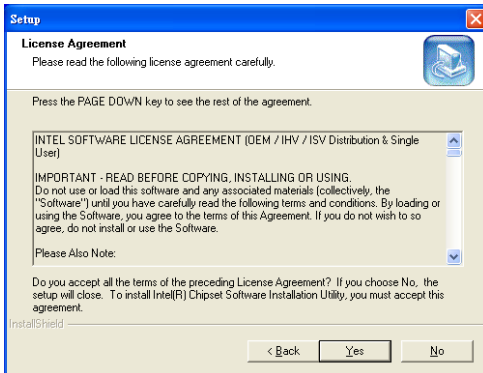 Setup
License Agreement
Please read the following license agreement carefully.
Press the PAGE DOWN key to see the rest of the agreement.
INTEL SOFTWARE LICENSE AGREEMENT (OEM / IHV / ISV Distribution & Single
User)
IMPORTANT - READ BEFORE COPYING, INSTALLING OR USING.
Do not use or load this software and any associated materials (collectively, the
"Software") until you have carefully read the following terms and conditions. By loading or
using the Software, you agree to the terms of this Agreement. If you do not wish to so
agree, do not install or use the Software.
Please Also Note:
Do you accept all the terms of the preceding License Agreement? If you choose No, the
setup will close. To install Intel(R) Chipset Software Installation Utility, you must accept this
agreement.
InstallShield
< Back
Yes
No